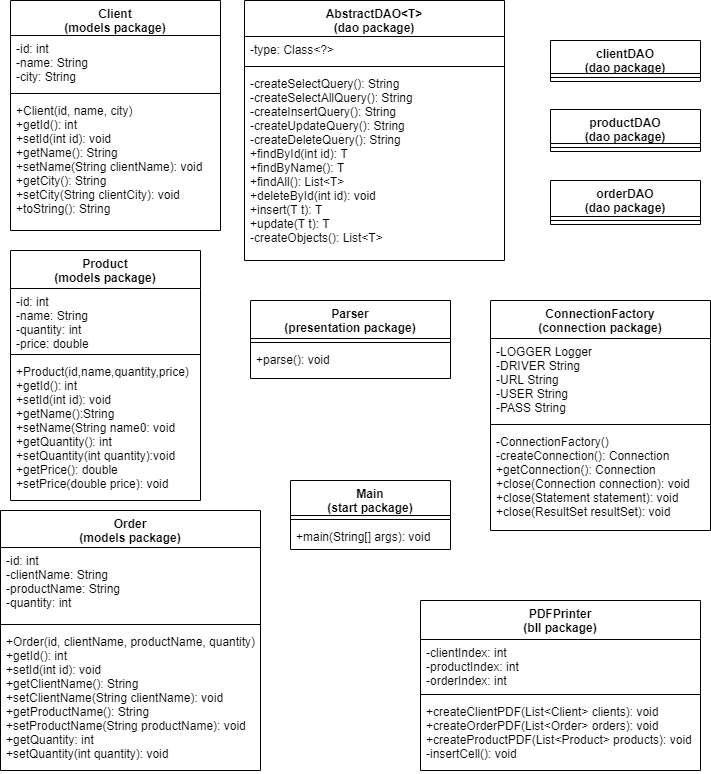 Client
(models package)
-id: int
-name: String
-city: String
+Client(id, name, city)
+getId(): int
+setId(int id): void
+getName(): String
+setName(String clientName): void
+getCity(): String
+setCity(String clientCity): void
+toString(): String
AbstractDAO<T>
(dao package)
-type: Class<?>
-createSelectQuery(): String
-createSelectAllQuery(): String
-createInsertQuery(): String
-createUpdateQuery(): String
-createDeleteQuery(): String
+findById(int id): T
+findByName(): T
+findAll(): List<T>
+deleteById(int id): void
+insert(T t): T
+update(T t): T
-createObjects(): List<T>
clientDAO
(dao package)
productDAO
(dao package)
orderDAO
(dao package)
Product
(models package)
-id: int
-name: String
-quantity: int
-price: double
+Product(id,name,quantity,price)
+getId(): int
+setId(int id): void
+getName():String
+setName(String name0: void
+getQuantity(): int
+setQuantity(int quantity):void
+getPrice(): double
+setPrice(double price): void
Parser
(presentation package)
+parse(): void
ConnectionFactory
(connection package)
-LOGGER Logger
-DRIVER String
-URL String
-USER String
-PASS String
-ConnectionFactory()
-createConnection(): Connection
+getConnection(): Connection
+close(Connection connection): void
+close(Statement statement): void
+close(ResultSet resultSet): void
Main
(start package)
+main(String[] args): void
Order
(models package)
-id: int
-clientName: String
-productName: String
-quantity: int
+Order(id, clientName, productName, quantity)
+getId(): int
+setId(int id): void
+getClientName(): String
+setClientName(String clientName): void
+getProductName(): String
+setProductName(String productName): void
+getQuantity: int
+setQuantity(int quantity): void
PDFPrinter
(bll package)
-clientIndex: int
-productIndex: int
-orderIndex: int
+createClientPDF(List<Client> clients): void
+createOrderPDF(List<Order> orders): void
+createProductPDF(List<Product> products): void
-insertCell(): void